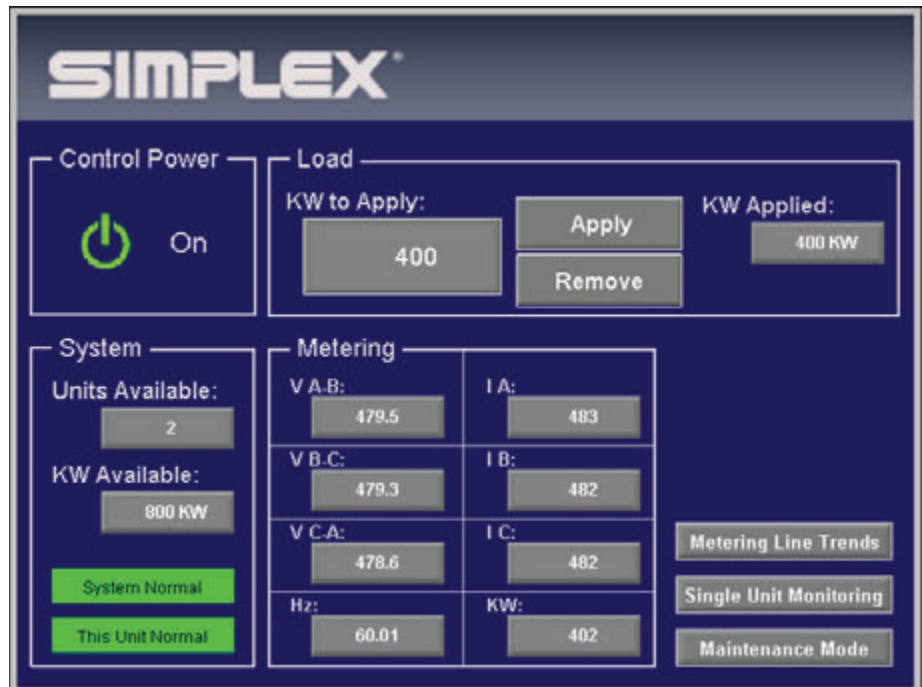 SIMPLEX®
Control Power
On
Load
KW to Apply:
400
Apply
Remove
KW Applied:
400 KW
System
Units Available:
2
KW Available:
800 KW
System Normal
This Unit Normal
Metering
V A-B:
479.5
I A:
483
V B-C:
479.3
I B:
482
V C-A:
478.6
I C:
482
Hz:
60.01
KW:
402
Metering Line Trends
Single Unit Monitoring
Maintenance Mode